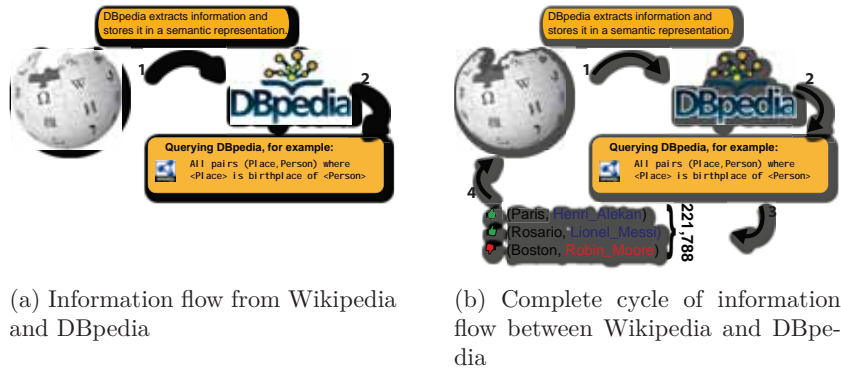 DBpedia extracts information and
stores it in a semantic representation.
1
DBpedia
2
Ω
W
И
Querying DBpedia, for example:
All pairs (Place,Person) where
<Place> is birthplace of <Person>
(a) Information flow from Wikipedia
and DBpedia
DBpedia extracts information and
stores it in a semantic representation.
1
DBpedia
2
Ω
W
И
Querying DBpedia, for example:
All pairs (Place,Person) where
<Place> is birthplace of <Person>
4
3
(Paris, Henri_Alekan)
(Rosario, Lionel_Messi)
(Boston, Robin_Moore)
221,788
(b) Complete cycle of information
flow between Wikipedia and DBpe-
dia